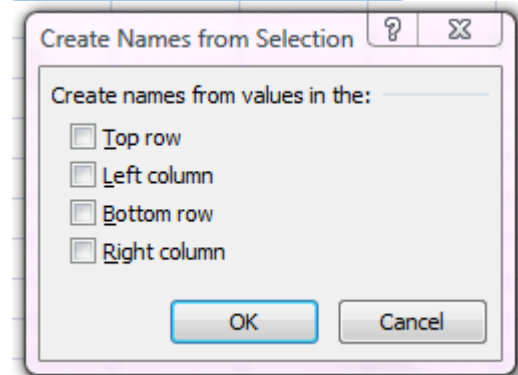 Create Names from Selection
Create names from values in the:
Top row
Left column
Bottom row
Right column
OK
Cancel